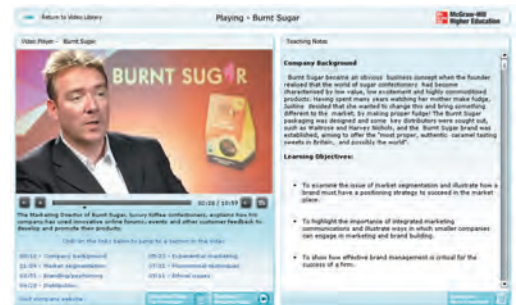 Return to Video Library
Playing - Burnt Sugar
McGraw-Hill
Higher Education
Video Player - Burnt Sugar
BURNT SUGAR
The Marketing Director of Burnt Sugar, luxury toffee confectioners, explains how his
company has used innovative online forums, events and other customer feedback to
develop and promote their products.
Click on the links below to jump to a section in the video
Company background
Experiential marketing
Market segmentation
Promotional techniques
Branding/positioning
Ethical issues
Distribution
Visit company website
Teaching Notes
Company Background
Burnt Sugar became an obvious business concept when the founder
realized that the world of sugar confectionery had become
characterised by low value, low excitement and highly commoditised
products. Having spent many years watching her mother make fudge,
Justine decided that she wanted to change this and bring something
different to the market, by making proper fudge! The Burnt Sugar
packaging was designed and some key distributors were sought out,
such as Waitrose and Harvey Nichols, and the Burnt Sugar brand was
established, aiming to offer the "most proper, authentic caramel tasting
sweets in Britain, and possibly the world".
Learning Objectives:
• To examine the issue of market segmentation and illustrate how a
brand must have a positioning strategy to succeed in the market
place.
• To highlight the importance of integrated marketing
communications and illustrate ways in which smaller companies
can engage in marketing and brand building.
• To show how effective brand management is critical for the
success of a firm.